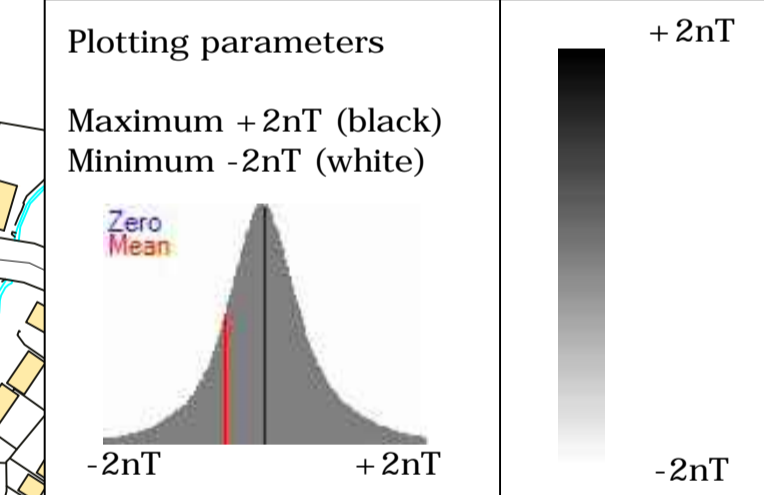 Plotting parameters
Maximum +2nT (black)
Minimum -2nT (white)
Zero
Mean
-2nT +2nT
+2nT
-2nT